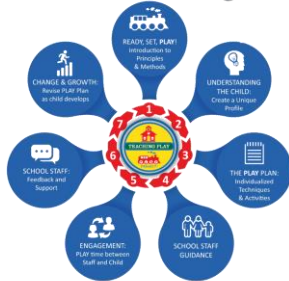 READY, SET, PLAY!
Introduction to
Principles
& Methods
UNDERSTANDING
THE CHILD:
Create a Unique
Profile
THE PLAY PLAN:
Individualized
Techniques
& Activities
SCHOOL STAFF
GUIDANCE
ENGAGEMENT:
PLAY time between
Staff and Child
SCHOOL STAFF:
Feedback and
Support
CHANGE & GROWTH:
Revise PLAY Plan
as child develops
1
2
3
4
5
6
7
TEACHING PLAY